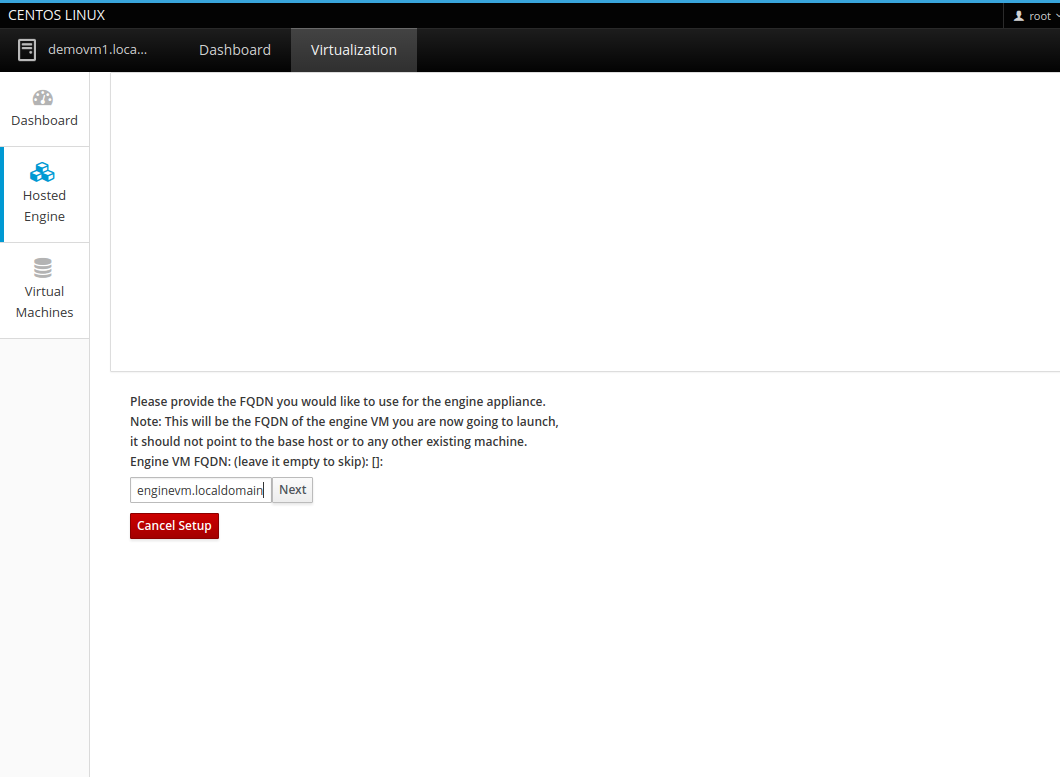 CENTOS LINUX
root
demovm1.loca...
Dashboard
Virtualization
Dashboard
Hosted
Engine
Virtual
Machines
Please provide the FQDN you would like to use for the engine appliance.
Note: This will be the FQDN of the engine VM you are now going to launch,
it should not point to the base host or to any other existing machine.
Engine VM FQDN: (leave it empty to skip): []:
enginevm.localdomain
Next
Cancel Setup